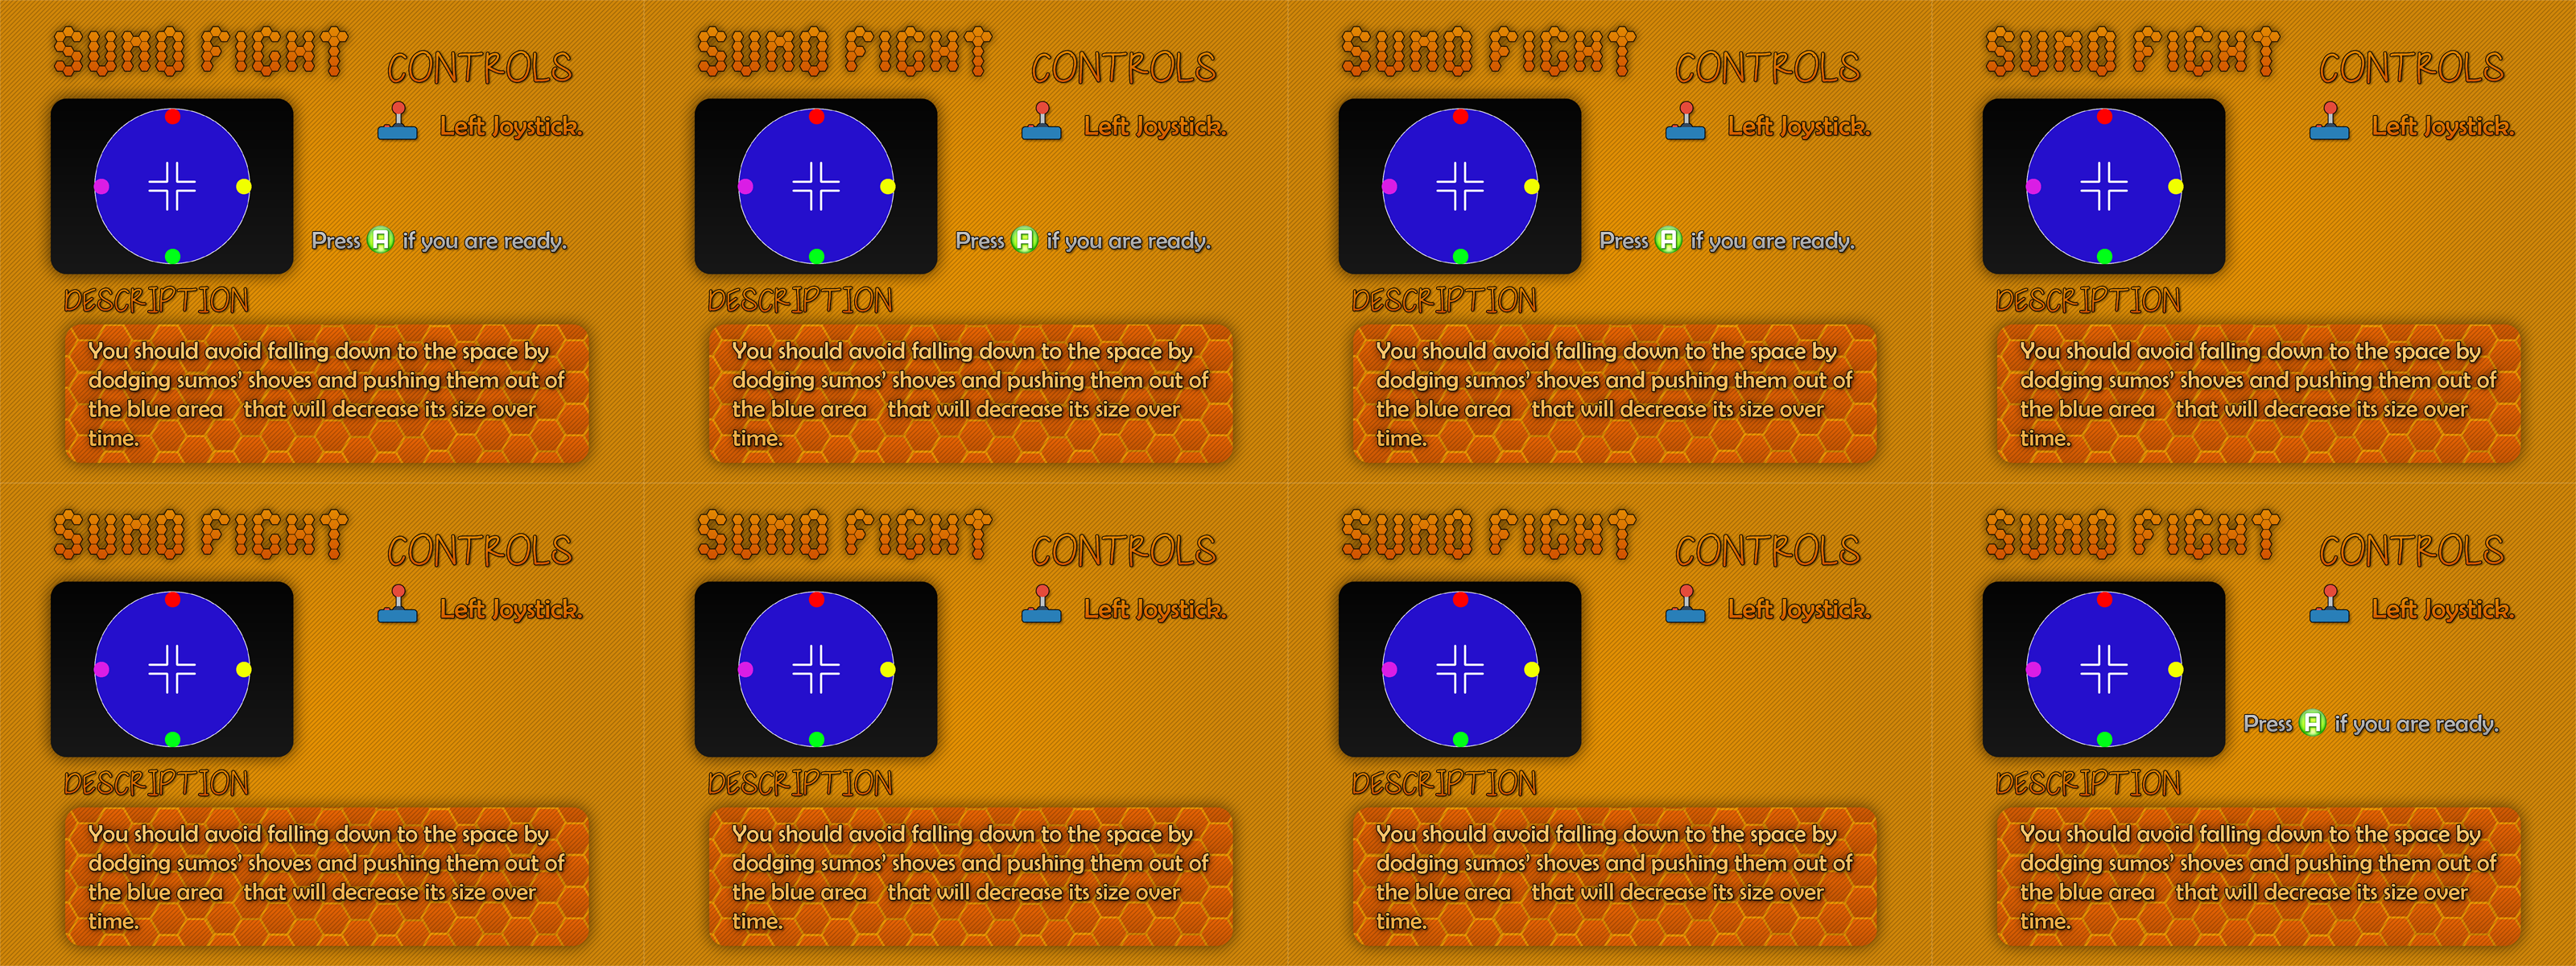 SUMO FIGHT
CONTROLS
Left Joystick.
Press A if you are ready.
DESCRIPTION
You should avoid falling down to the space by
dodging sumos' shoves and pushing them out of
the blue area that will decrease its size over
time.
SUMO FIGHT
CONTROLS
Left Joystick.
Press A if you are ready.
DESCRIPTION
You should avoid falling down to the space by
dodging sumos' shoves and pushing them out of
the blue area that will decrease its size over
time.
SUMO FIGHT
CONTROLS
Left Joystick.
Press A if you are ready.
DESCRIPTION
You should avoid falling down to the space by
dodging sumos' shoves and pushing them out of
the blue area that will decrease its size over
time.
SUMO FIGHT
CONTROLS
Left Joystick.
DESCRIPTION
You should avoid falling down to the space by
dodging sumos' shoves and pushing them out of
the blue area that will decrease its size over
time.
SUMO FIGHT
CONTROLS
Left Joystick.
DESCRIPTION
You should avoid falling down to the space by
dodging sumos' shoves and pushing them out of
the blue area that will decrease its size over
time.
SUMO FIGHT
CONTROLS
Left Joystick.
DESCRIPTION
You should avoid falling down to the space by
dodging sumos' shoves and pushing them out of
the blue area that will decrease its size over
time.
SUMO FIGHT
CONTROLS
Left Joystick.
DESCRIPTION
You should avoid falling down to the space by
dodging sumos' shoves and pushing them out of
the blue area that will decrease its size over
time.
SUMO FIGHT
CONTROLS
Left Joystick.
Press A if you are ready.
DESCRIPTION
You should avoid falling down to the space by
dodging sumos' shoves and pushing them out of
the blue area that will decrease its size over
time.